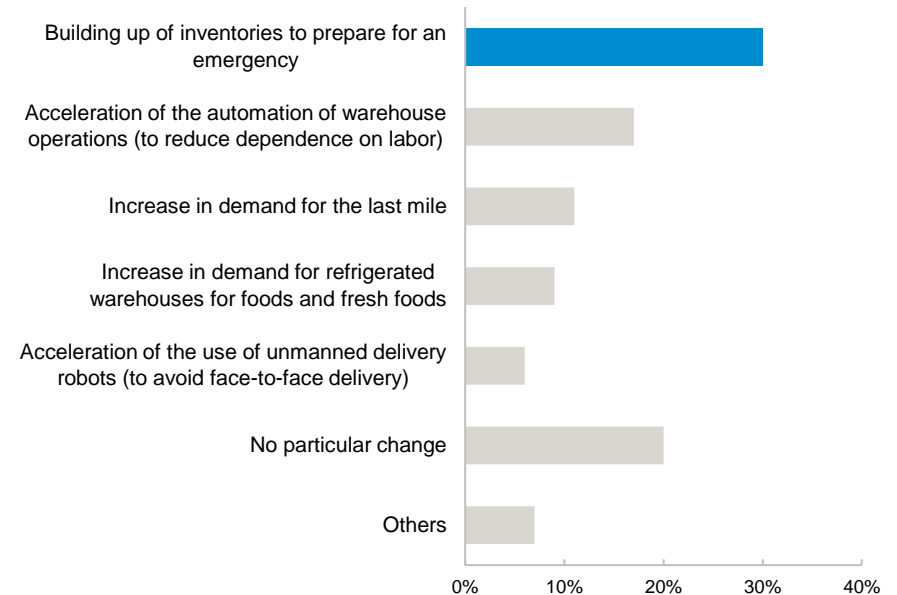 Building up of inventories to prepare for an
emergency
Acceleration of the automation of warehouse
operations (to reduce dependence on labor)
Increase in demand for the last mile
Increase in demand for refrigerated
warehouses for foods and fresh foods
Acceleration of the use of unmanned delivery
robots (to avoid face-to-face delivery)
No particular change
Others
0% 10% 20% 30% 40%